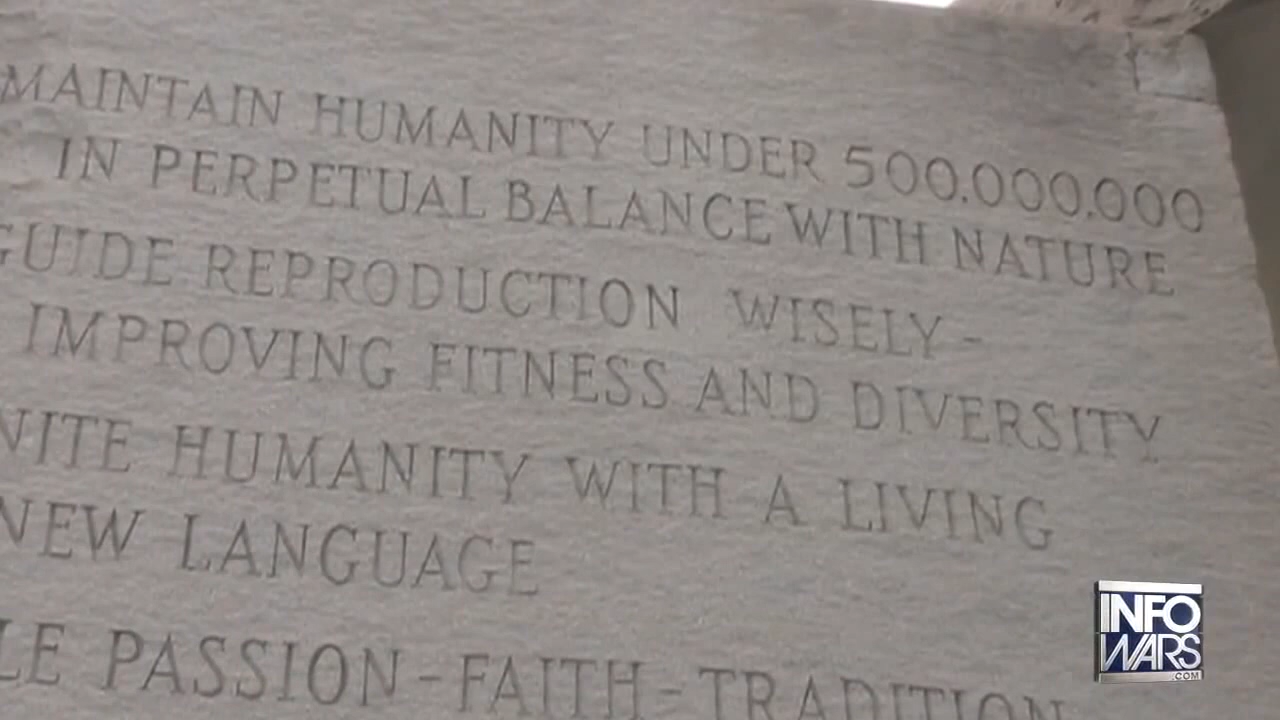 MAINTAIN HUMANITY UNDER 500,000,000
IN PERPETUAL BALANCE WITH NATURE
GUIDE REPRODUCTION WISELY -
IMPROVING FITNESS AND DIVERSITY
NITE HUMANITY WITH A LIVING
NEW LANGUAGE
LE PASSION FAITH - TRADITION
INFO
WARS
.COM